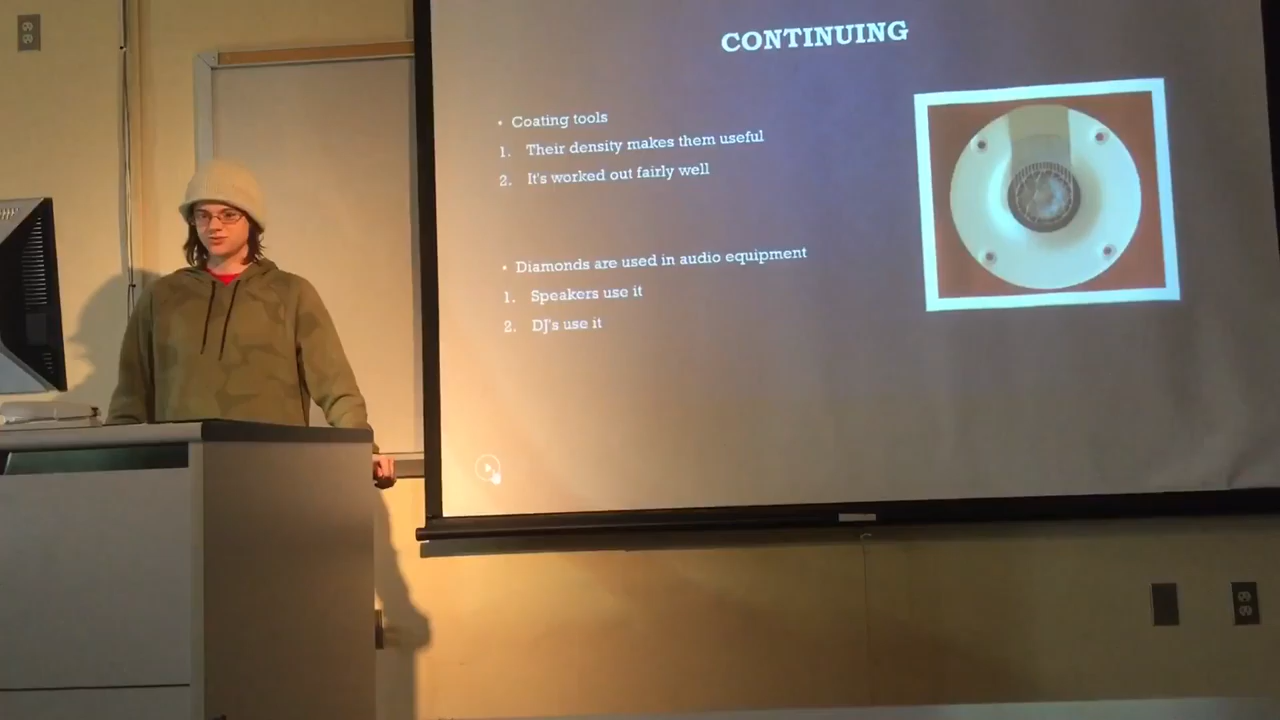 CONTINUING
• Coating tools
1. Their density makes them useful
2. It's worked out fairly well
• Diamonds are used in audio equipment
1. Speakers use it
2. DJ's use it